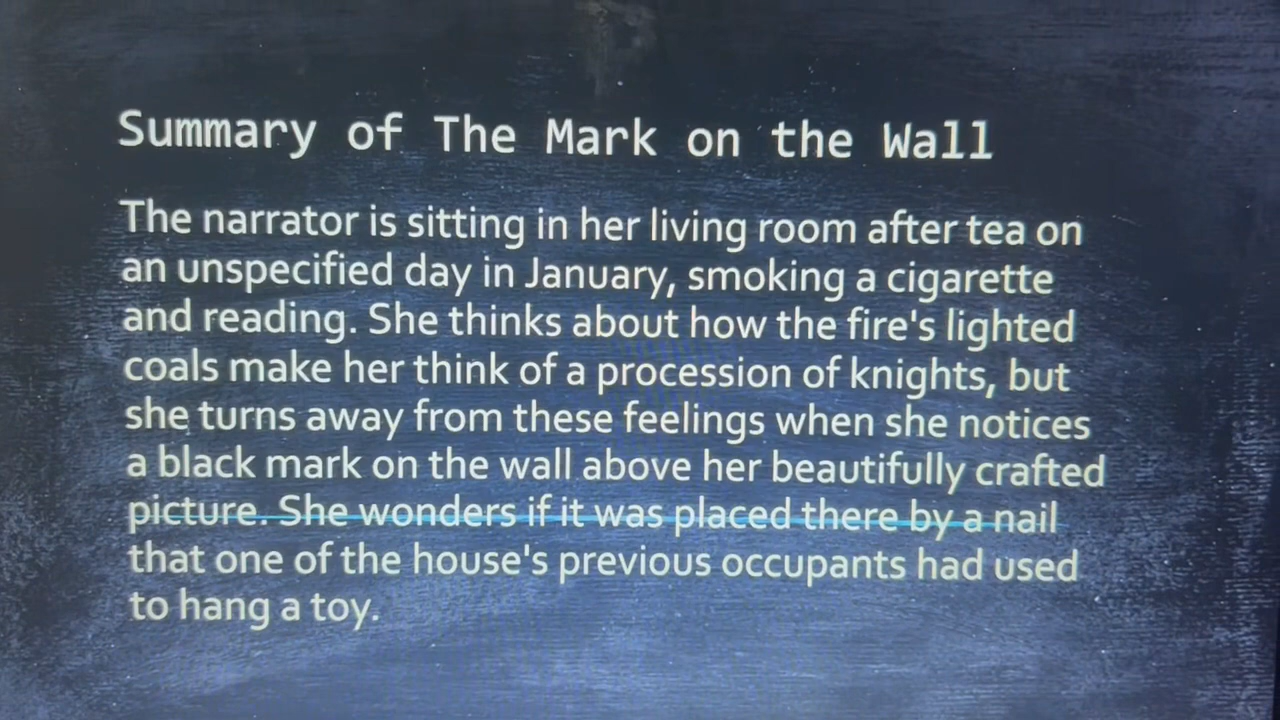 Summary of The Mark on the Wall
The narrator is sitting in her living room after tea on
an unspecified day in January, smoking a cigarette
and reading. She thinks about how the fire's lighted
coals make her think of a procession of knights, but
she turns away from these feelings when she notices
a black mark on the wall above her beautifully crafted
picture. She wonders if it was placed there by a nail
that one of the house's previous occupants had used
to hang a toy.